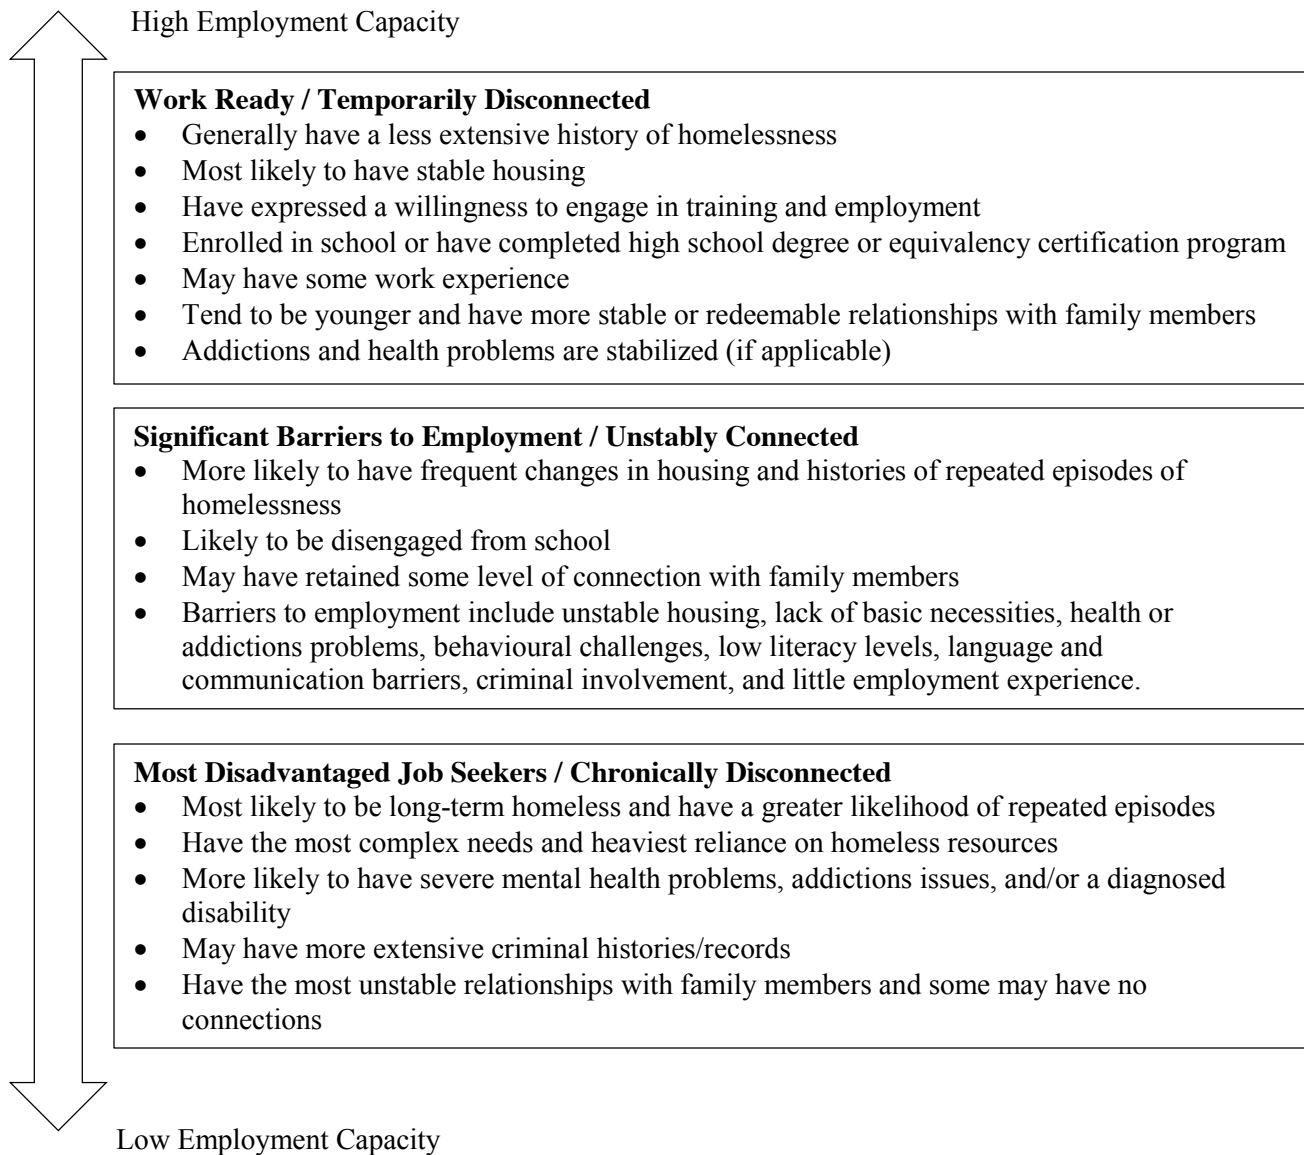 High Employment Capacity
Work Ready / Temporarily Disconnected
• Generally have a less extensive history of homelessness
• Most likely to have stable housing
• Have expressed a willingness to engage in training and employment
• Enrolled in school or have completed high school degree or equivalency certification program
• May have some work experience
• Tend to be younger and have more stable or redeemable relationships with family members
• Addictions and health problems are stabilized (if applicable)
Significant Barriers to Employment / Unstably Connected
• More likely to have frequent changes in housing and histories of repeated episodes of
homelessness
• Likely to be disengaged from school
• May have retained some level of connection with family members
• Barriers to employment include unstable housing, lack of basic necessities, health or
addictions problems, behavioural challenges, low literacy levels, language and
communication barriers, criminal involvement, and little employment experience.
Most Disadvantaged Job Seekers / Chronically Disconnected
• Most likely to be long-term homeless and have a greater likelihood of repeated episodes
• Have the most complex needs and heaviest reliance on homeless resources
• More likely to have severe mental health problems, addictions issues, and/or a diagnosed
disability
• May have more extensive criminal histories/records
• Have the most unstable relationships with family members and some may have no
connections
Low Employment Capacity